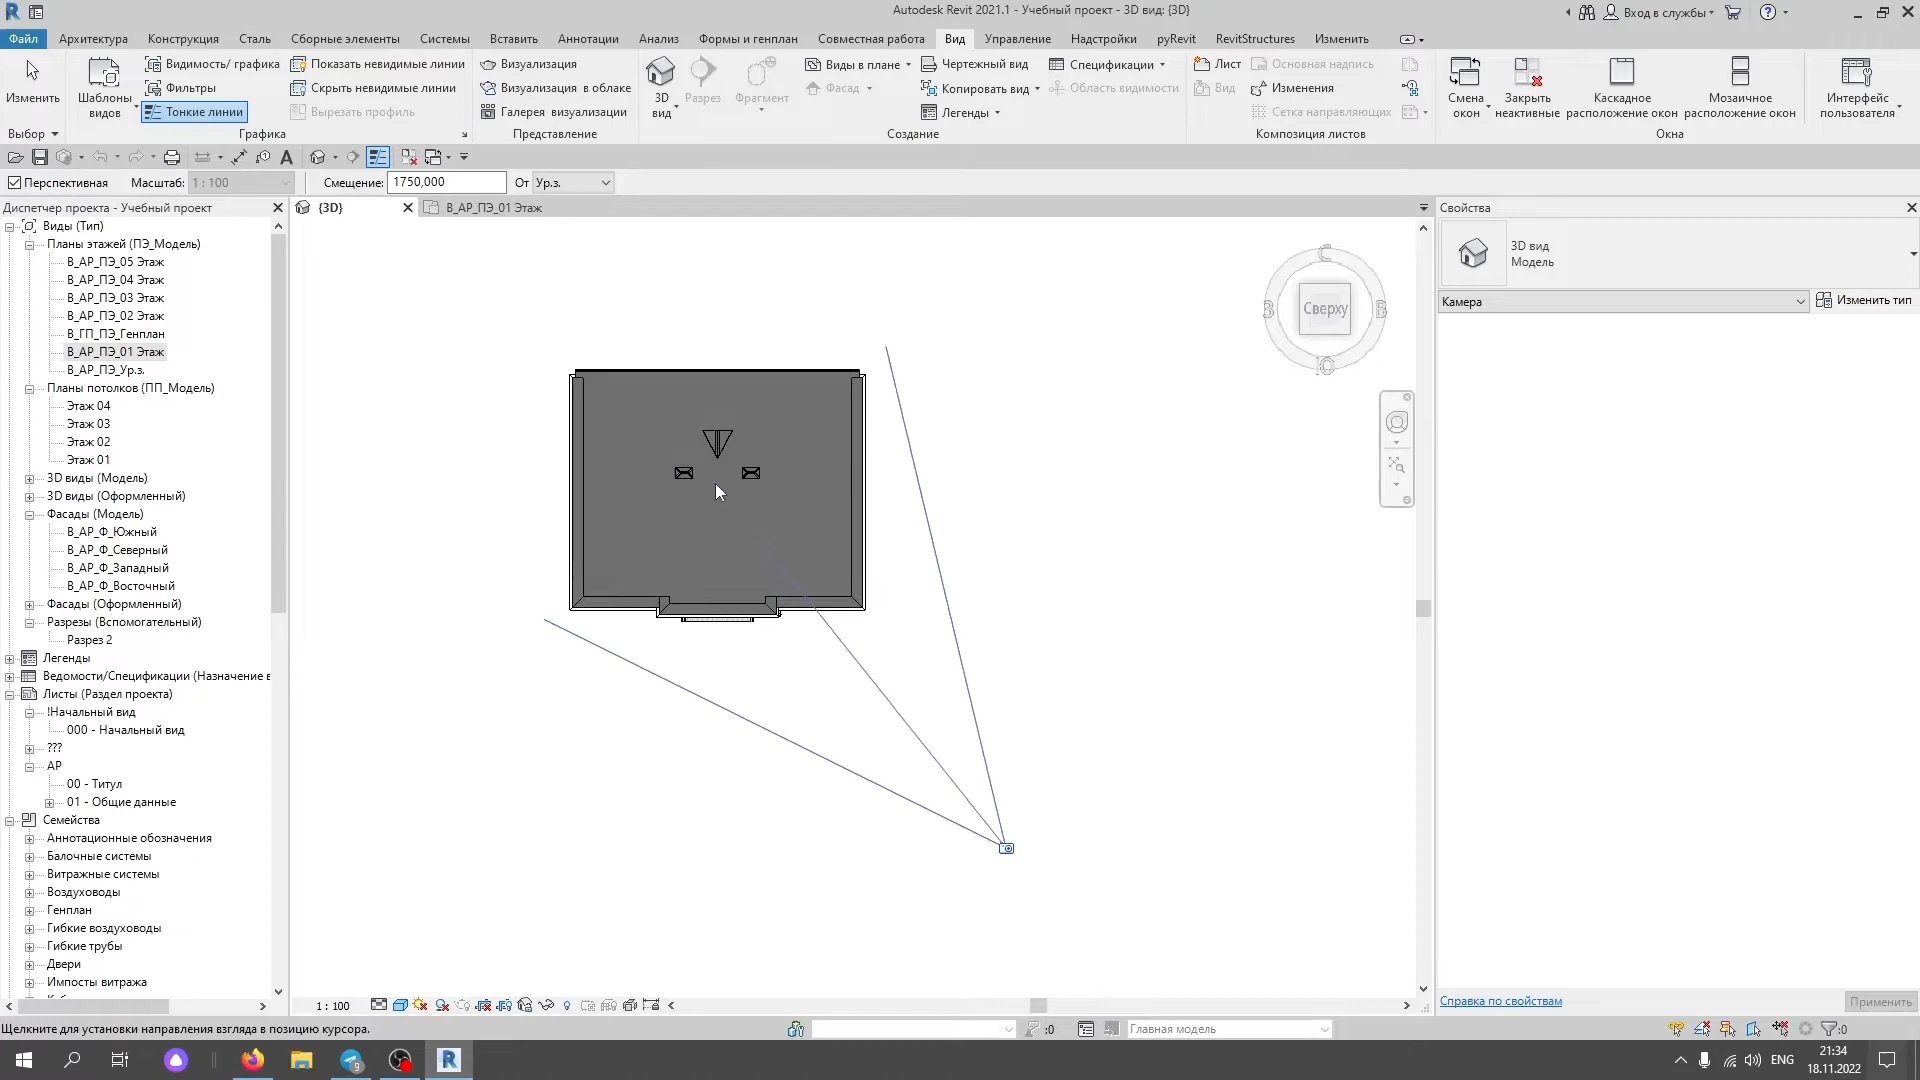 Autodesk Revit 2021.1 - Учебный проект - 3D вид: {3D}
Вход в службы
Файл Архитектура Конструкция Сталь Сборные элементы Системы Вставить Аннотации Анализ Формы и генплан Совместная работа Вид Управление Надстройки pyRevit RevitStructures Изменить
Изменить
Выбор
Шаблоны видов
Видимость/ графика
Фильтры
Тонкие линии
Показать невидимые линии
Скрыть невидимые линии
Вырезать профиль
Графика
Визуализация
Визуализация в облаке
Галерея визуализации
Представление
3D вид
Разрез
Фрагмент
Виды в плане
Фасад
Чертежный вид
Копировать вид
Легенды
Спецификации
Область видимости
Создание
Лист
Вид
Основная надпись
Изменения
Сетка направляющих
Композиция листов
Смена окон
Закрыть неактивные
Каскадное расположение окон
Мозаичное расположение окон
Окна
Интерфейс пользователя
Перспективная Масштаб: 1 : 100 Смещение: 1750,000 От Ур.з.
Диспетчер проекта - Учебный проект
{3D}
В_АР_ПЭ_01 Этаж
Виды (Тип)
Планы этажей (ПЭ_Модель)
В_АР_ПЭ_05 Этаж
В_АР_ПЭ_04 Этаж
В_АР_ПЭ_03 Этаж
В_АР_ПЭ_02 Этаж
В_ГП_ПЭ_Генплан
В_АР_ПЭ_01 Этаж
В_АР_ПЭ_Ур.з.
Планы потолков (ПП_Модель)
Этаж 04
Этаж 03
Этаж 02
Этаж 01
3D виды (Модель)
3D виды (Оформленный)
Фасады (Модель)
В_АР_Ф_Южный
В_АР_Ф_Северный
В_АР_Ф_Западный
В_АР_Ф_Восточный
Фасады (Оформленный)
Разрезы (Вспомогательный)
Разрез 2
Легенды
Ведомости/Спецификации (Назначение в
Листы (Раздел проекта)
!Начальный вид
000 - Начальный вид
???
АР
00 - Титул
01 - Общие данные
Семейства
Аннотационные обозначения
Балочные системы
Витражные системы
Воздуховоды
Генплан
Гибкие воздуховоды
Гибкие трубы
Двери
Импосты витража
С
З Сверху В
Ю
Свойства
3D вид
Модель
Камера
Изменить тип
Справка по свойствам
Применить
1 : 100
Щелкните для установки направления взгляда в позицию курсора.
:0
Главная модель
:0
9
ENG
21:34
18.11.2022